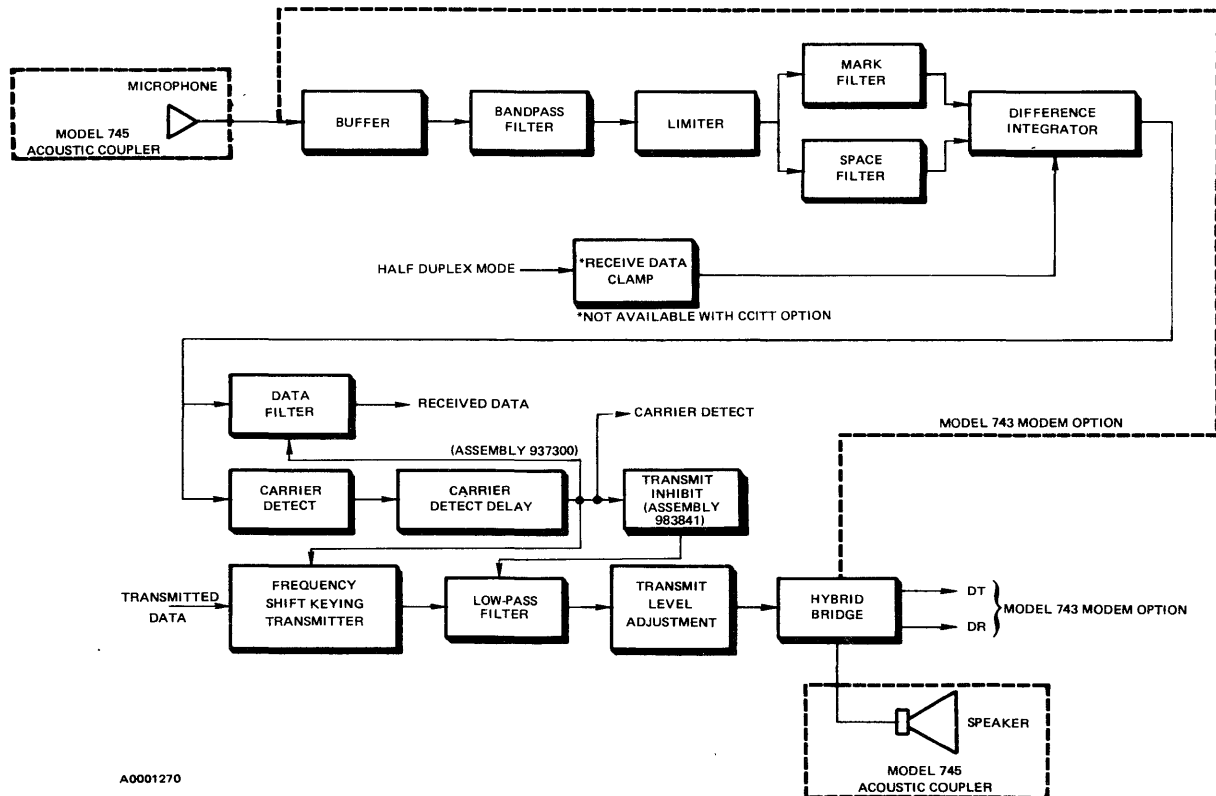 MICROPHONE
MODEL 745
ACOUSTIC COUPLER
BUFFER
BANDPASS
FILTER
LIMITER
MARK
FILTER
SPACE
FILTER
DIFFERENCE
INTEGRATOR
HALF DUPLEX MODE
*RECEIVE DATA
CLAMP
*NOT AVAILABLE WITH CCITT OPTION
DATA
FILTER
RECEIVED DATA
CARRIER DETECT
MODEL 743 MODEM OPTION
(ASSEMBLY 937300)
CARRIER
DETECT
CARRIER
DETECT DELAY
TRANSMIT
INHIBIT
(ASSEMBLY
983841)
TRANSMITTED
DATA
FREQUENCY
SHIFT KEYING
TRANSMITTER
LOW-PASS
FILTER
TRANSMIT
LEVEL
ADJUSTMENT
HYBRID
BRIDGE
DT
DR
MODEL 743 MODEM OPTION
SPEAKER
MODEL 745
ACOUSTIC COUPLER
A0001270